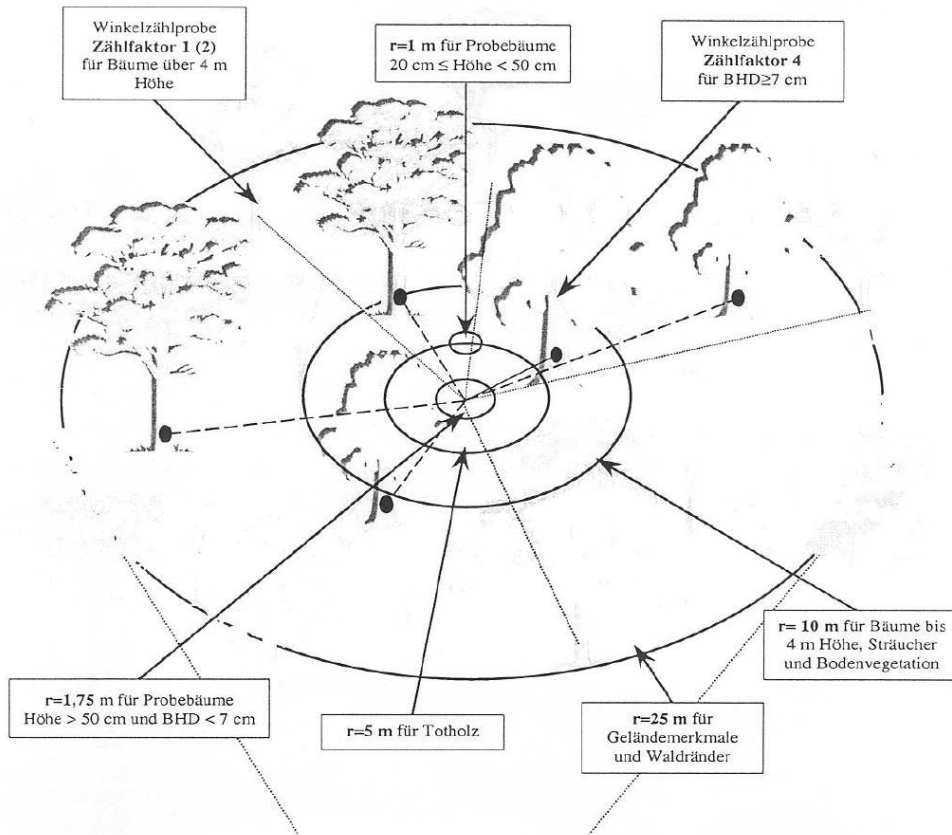 Winkelzählprobe
Zählfaktor 1 (2)
für Bäume über 4 m
Höhe
r=1 m für Probebäume
20 cm ≤ Höhe < 50 cm
Winkelzählprobe
Zählfaktor 4
für BHD≥7 cm
r= 10 m für Bäume bis
4 m Höhe, Sträucher
und Bodenvegetation
r=1,75 m für Probebäume
Höhe > 50 cm und BHD < 7 cm
r=5 m für Totholz
r=25 m für
Geländemerkmale
und Waldränder